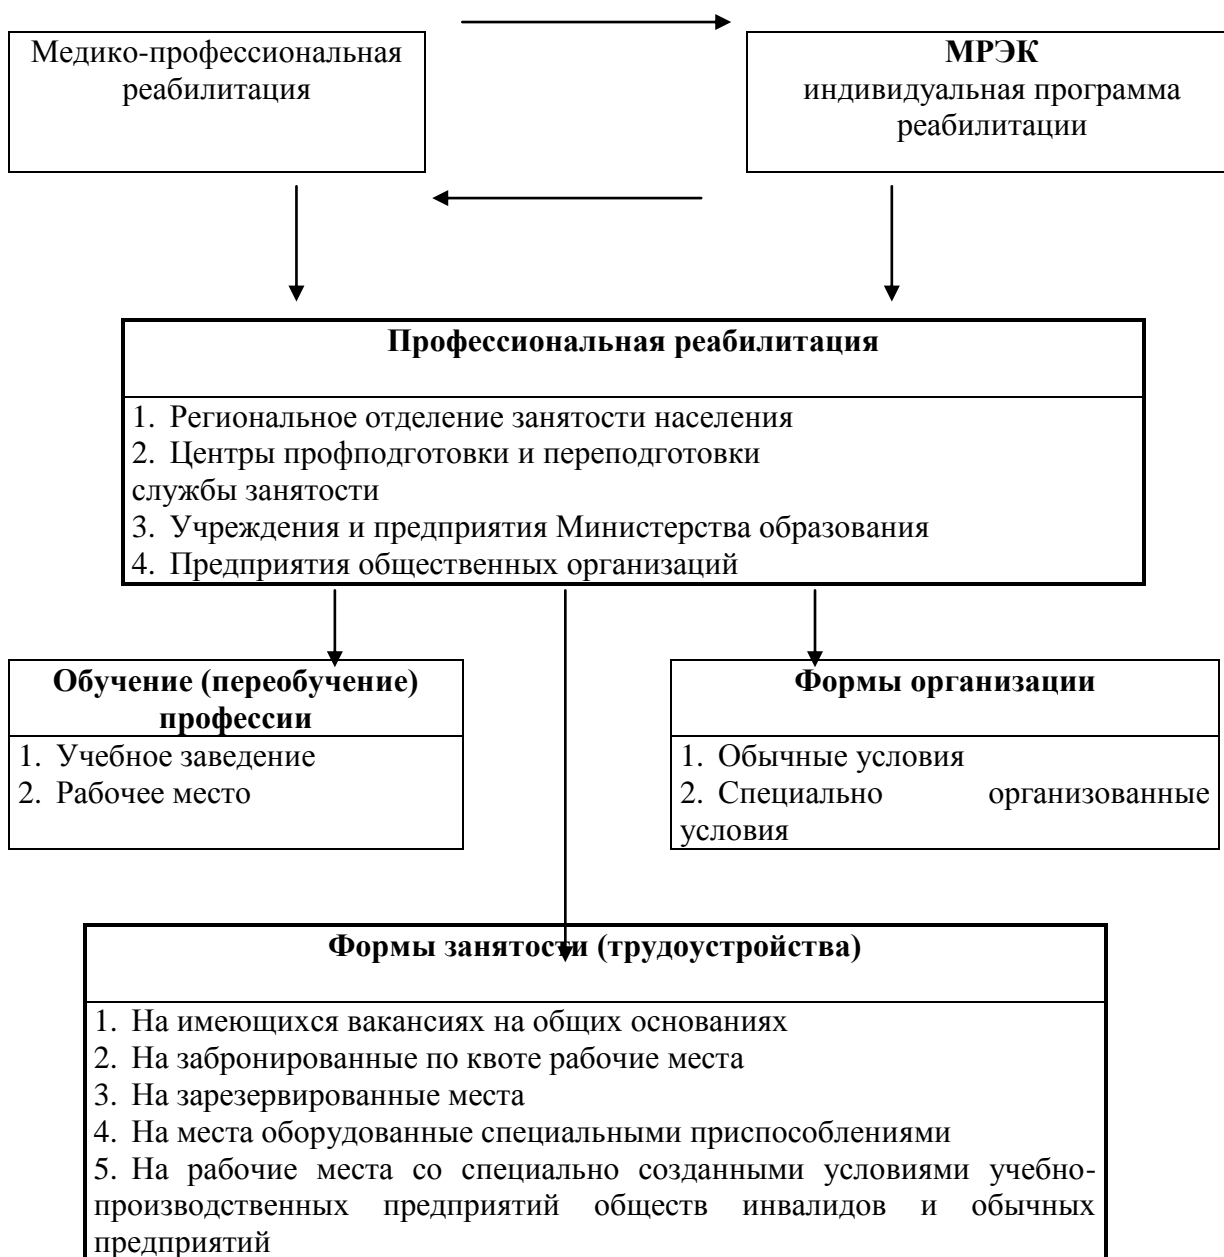 Медико-профессиональная
реабилитация
МРЭК
индивидуальная программа
реабилитации
Профессиональная реабилитация
1. Региональное отделение занятости населения
2. Центры профподготовки и переподготовки
службы занятости
3. Учреждения и предприятия Министерства образования
4. Предприятия общественных организаций
Обучение (переобучение)
профессии
1. Учебное заведение
2. Рабочее место
Формы организации
1. Обычные условия
2. Специально организованные
условия
Формы занятости (трудоустройства)
1. На имеющихся вакансиях на общих основаниях
2. На забронированные по квоте рабочие места
3. На зарезервированные места
4. На места оборудованные специальными приспособлениями
5. На рабочие места со специально созданными условиями учебно-
производственных предприятий обществ инвалидов и обычных
предприятий